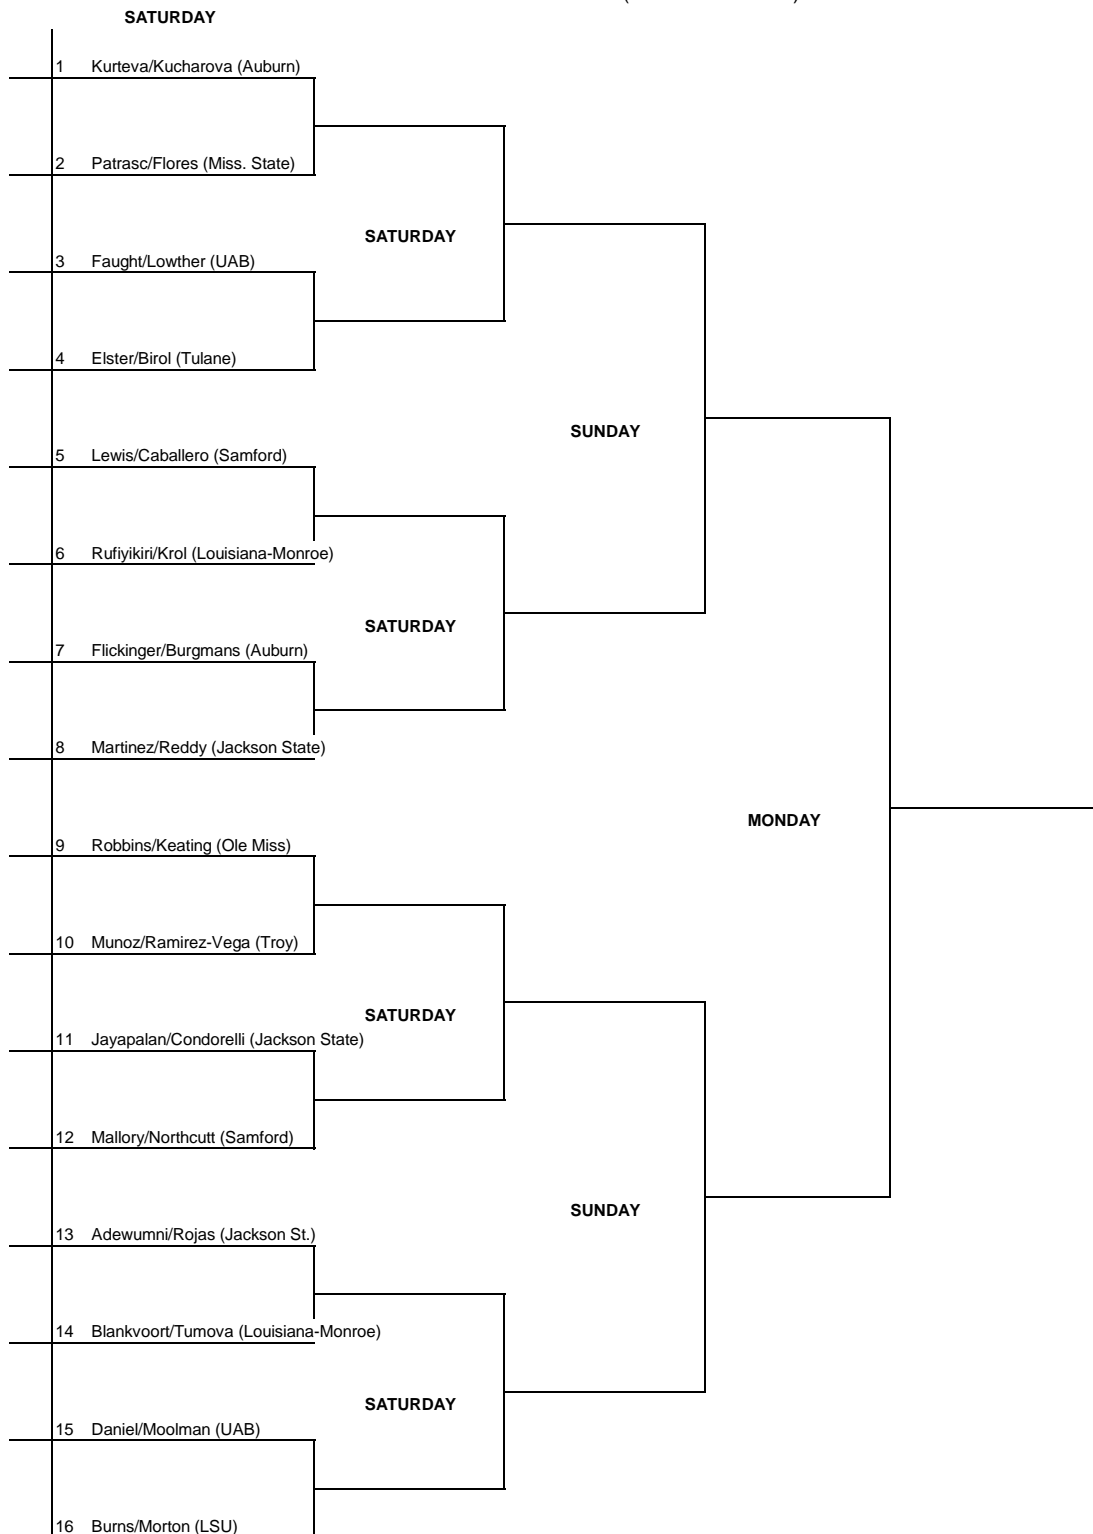 SATURDAY
1 Kurteva/Kucharova (Auburn)
2 Patrasc/Flores (Miss. State)
SATURDAY
3 Faught/Lowther (UAB)
4 Elster/Birol (Tulane)
SUNDAY
5 Lewis/Caballero (Samford)
6 Rufiyikiri/Krol (Louisiana-Monroe)
SATURDAY
7 Flickinger/Burgmans (Auburn)
8 Martinez/Reddy (Jackson State)
MONDAY
9 Robbins/Keating (Ole Miss)
10 Munoz/Ramirez-Vega (Troy)
SATURDAY
11 Jayapalan/Condorelli (Jackson State)
12 Mallory/Northcutt (Samford)
SUNDAY
13 Adewumni/Rojas (Jackson St.)
14 Blankvoort/Tumova (Louisiana-Monroe)
SATURDAY
15 Daniel/Moolman (UAB)
16 Burns/Morton (LSU)